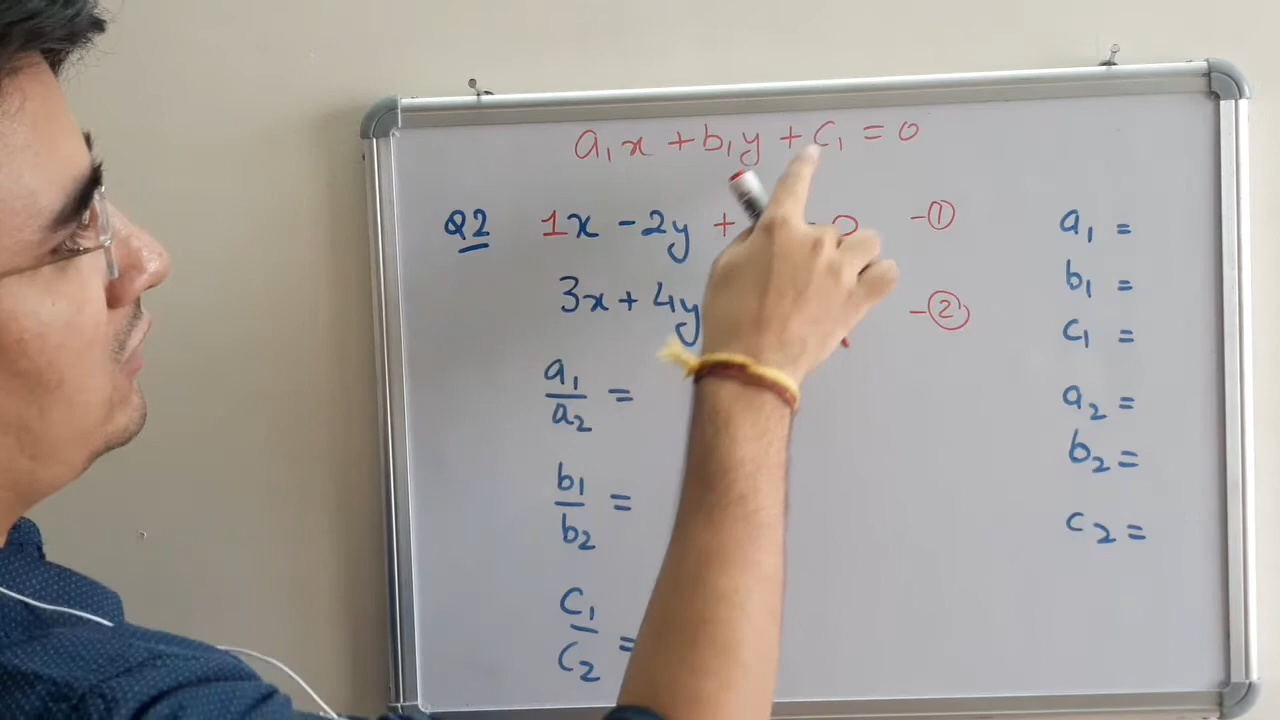 a₁x + b₁y + c₁ = 0
Q2 1x - 2y + - 0 -①
3x + 4y -②
a₁/a₂ =
b₁/b₂ =
c₁/c₂ =
a₁ =
b₁ =
c₁ =
a₂ =
b₂ =
c₂ =